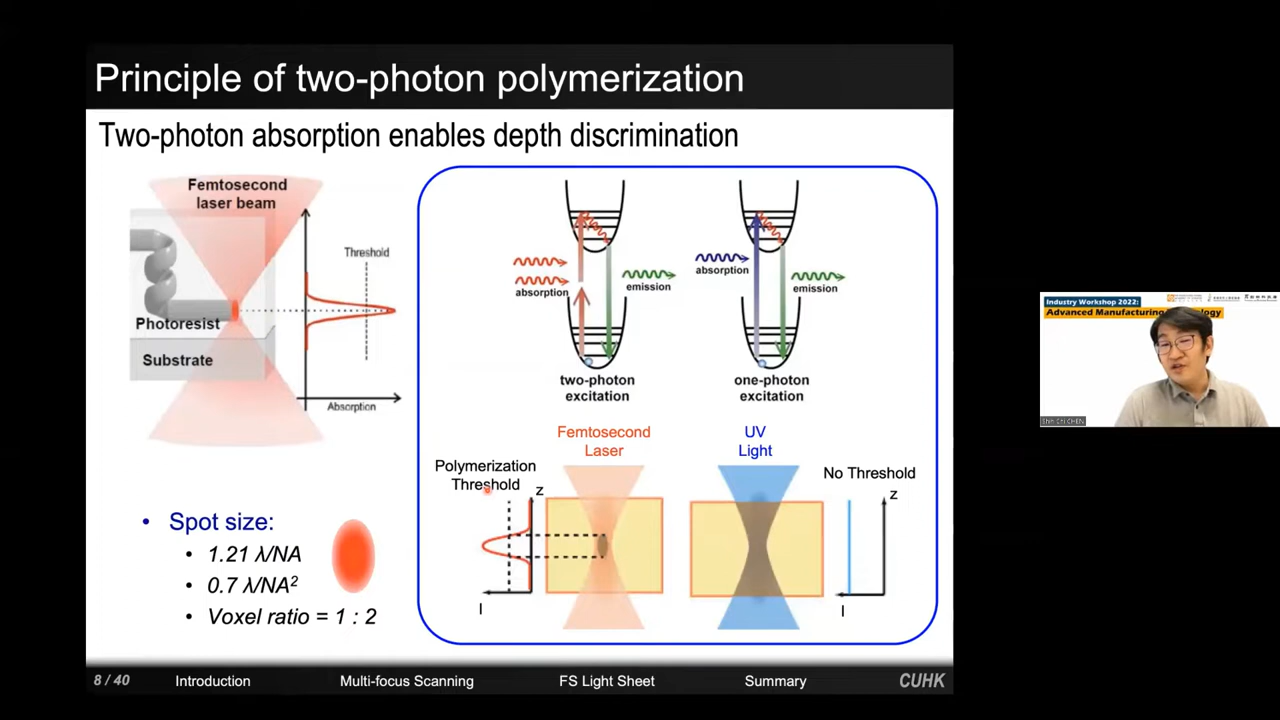 Principle of two-photon polymerization
Two-photon absorption enables depth discrimination
Femtosecond
laser beam
Threshold
Photoresist
Substrate
Absorption
absorption
emission
two-photon
excitation
absorption
emission
one-photon
excitation
Femtosecond
Laser
UV
Light
Polymerization
Threshold
z
I
No Threshold
z
I
• Spot size:
• 1.21 λ/NA
• 0.7 λ/NA²
• Voxel ratio = 1 : 2
8 / 40
Introduction
Multi-focus Scanning
FS Light Sheet
Summary
CUHK
Industry Workshop 2022:
Advanced Manufacturing